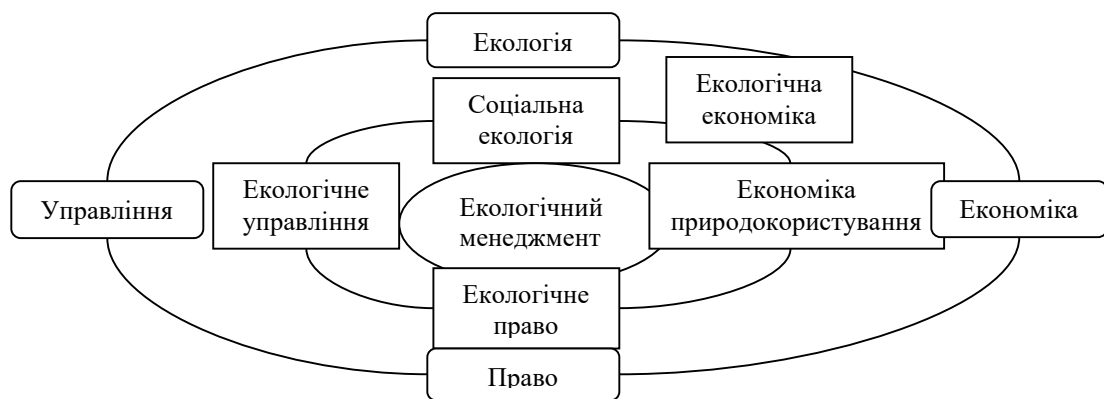 Екологія
Екологічна
економіка
Соціальна
екологія
Управління
Екологічне
управління
Екологічний
менеджмент
Економіка
природокористування
Економіка
Екологічне
право
Право